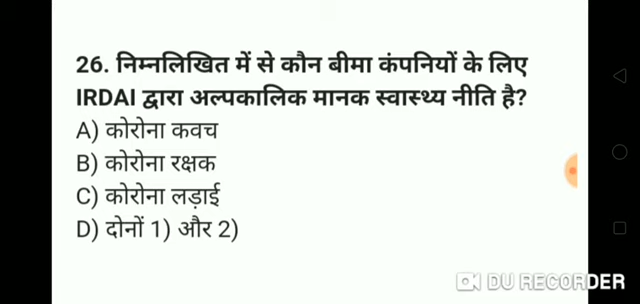 26. निम्नलिखित में से कौन बीमा कंपनियों के लिए
IRDAI द्वारा अल्पकालिक मानक स्वास्थ्य नीति है?
A) कोरोना कवच
B) कोरोना रक्षक
C) कोरोना लड़ाई
D) दोनों 1) और 2)
DU RECORDER